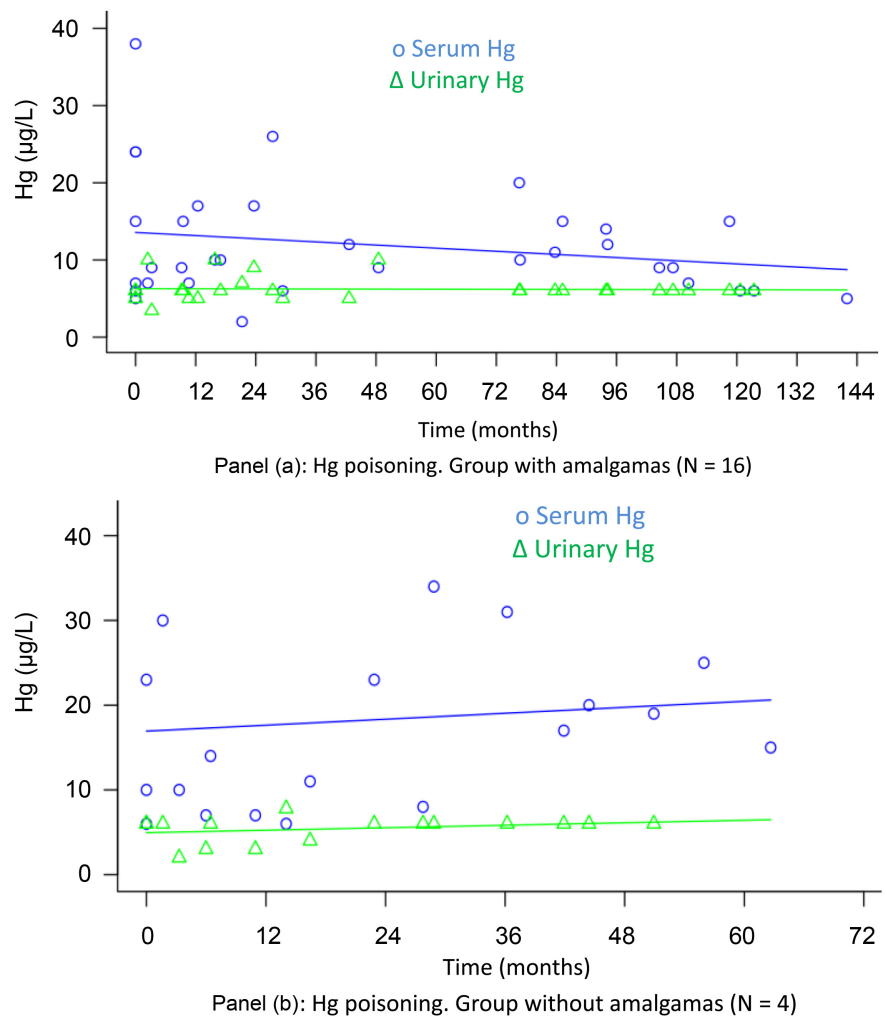 40
30
20
10
0
Hg (µg/L)
o Serum Hg
Δ Urinary Hg
0 12 24 36 48 60 72 84 96 108 120 132 144
Time (months)
Panel (a): Hg poisoning. Group with amalgamas (N = 16)
40
30
20
10
0
Hg (µg/L)
o Serum Hg
Δ Urinary Hg
0 12 24 36 48 60 72
Time (months)
Panel (b): Hg poisoning. Group without amalgamas (N = 4)